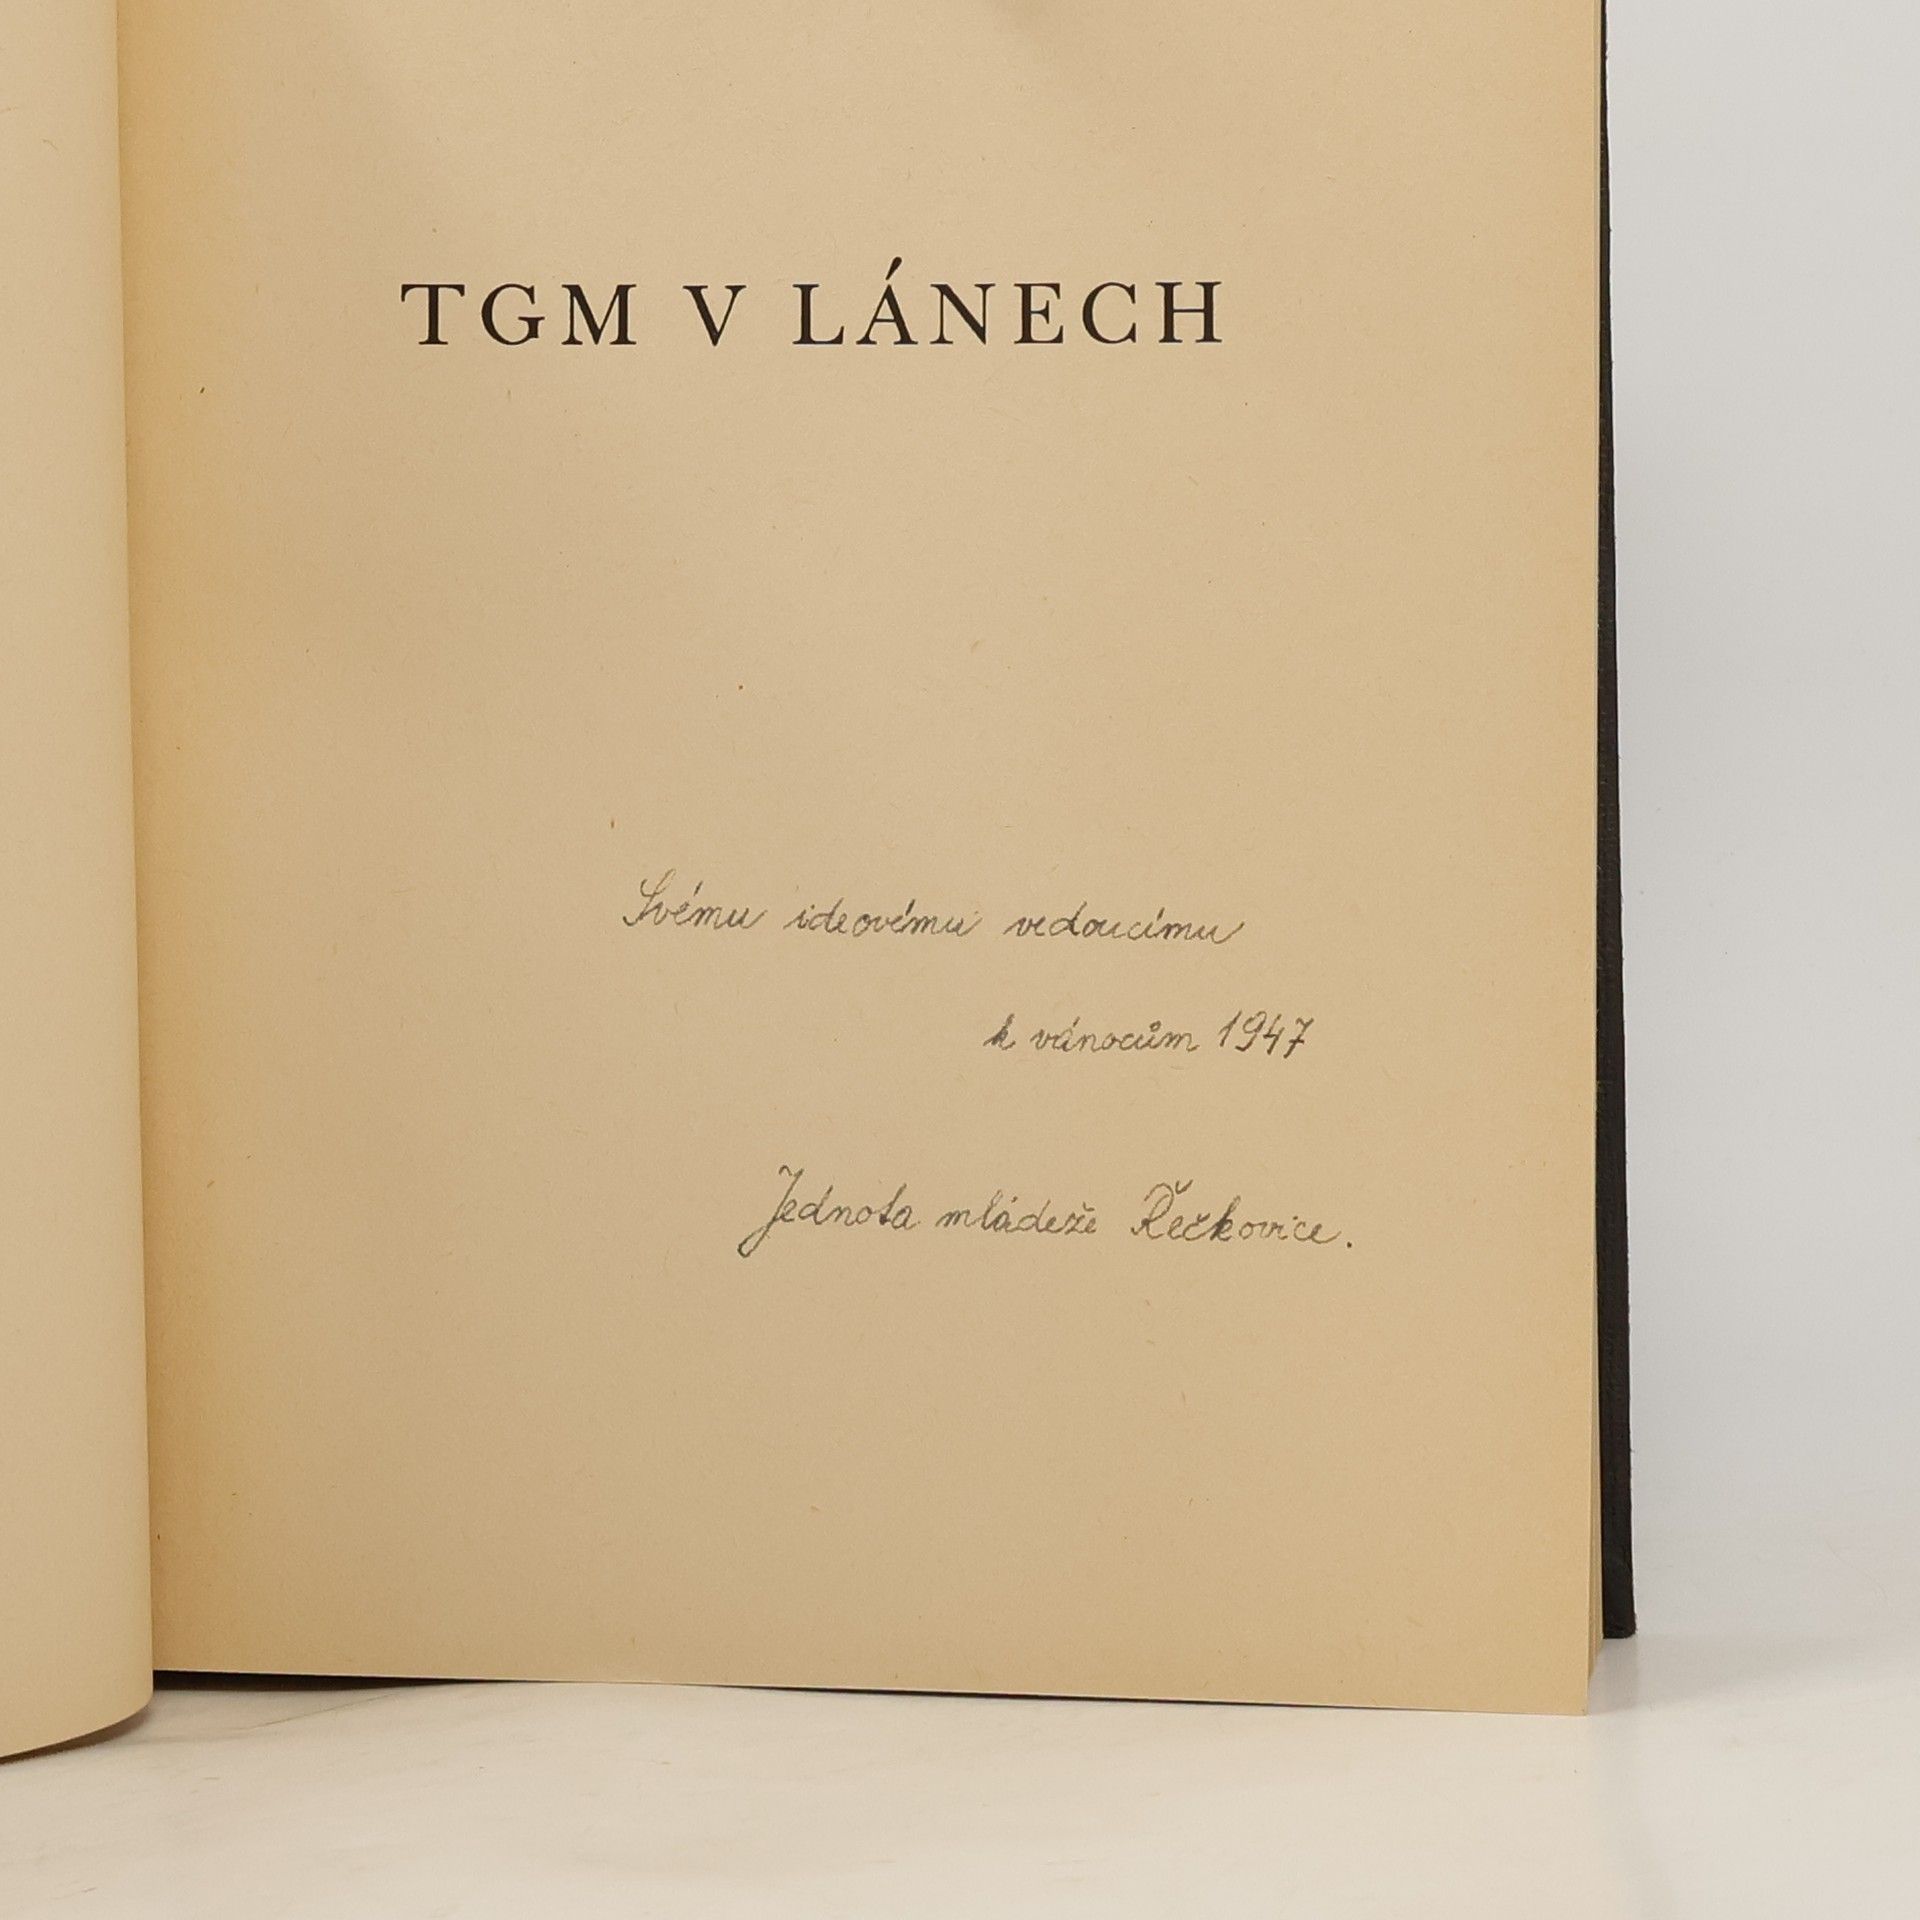 TGM V LÁNECH
Svému ideovému vedoucímu
k vánocům 1947
Jednota mládeže Řečkovice.